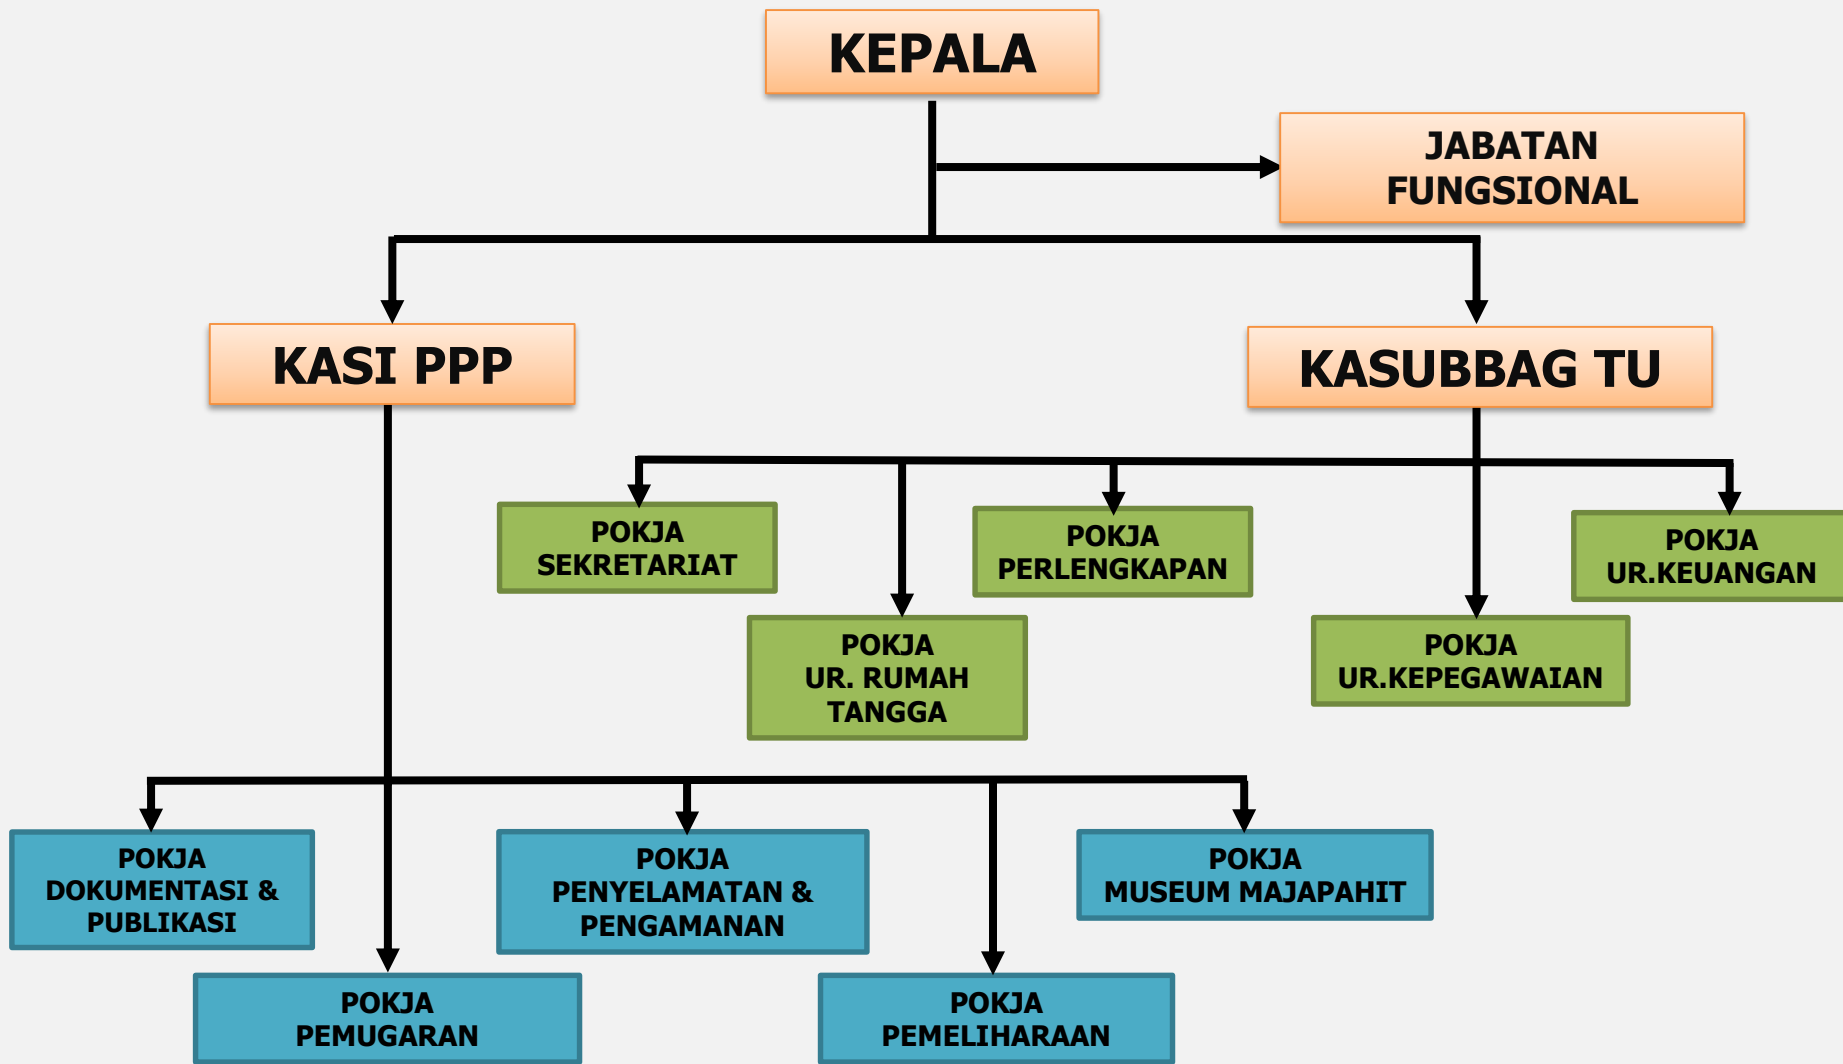 KEPALA
JABATAN
FUNGSIONAL
KASI PPP
KASUBBAG TU
POKJA
SEKRETARIAT
POKJA
PERLENGKAPAN
POKJA
UR.KEUANGAN
POKJA
UR. RUMAH
TANGGA
POKJA
UR.KEPEGAWAIAN
POKJA
DOKUMENTASI &
PUBLIKASI
POKJA
PENYELAMATAN &
PENGAMANAN
POKJA
MUSEUM MAJAPAHIT
POKJA
PEMUGARAN
POKJA
PEMELIHARAAN